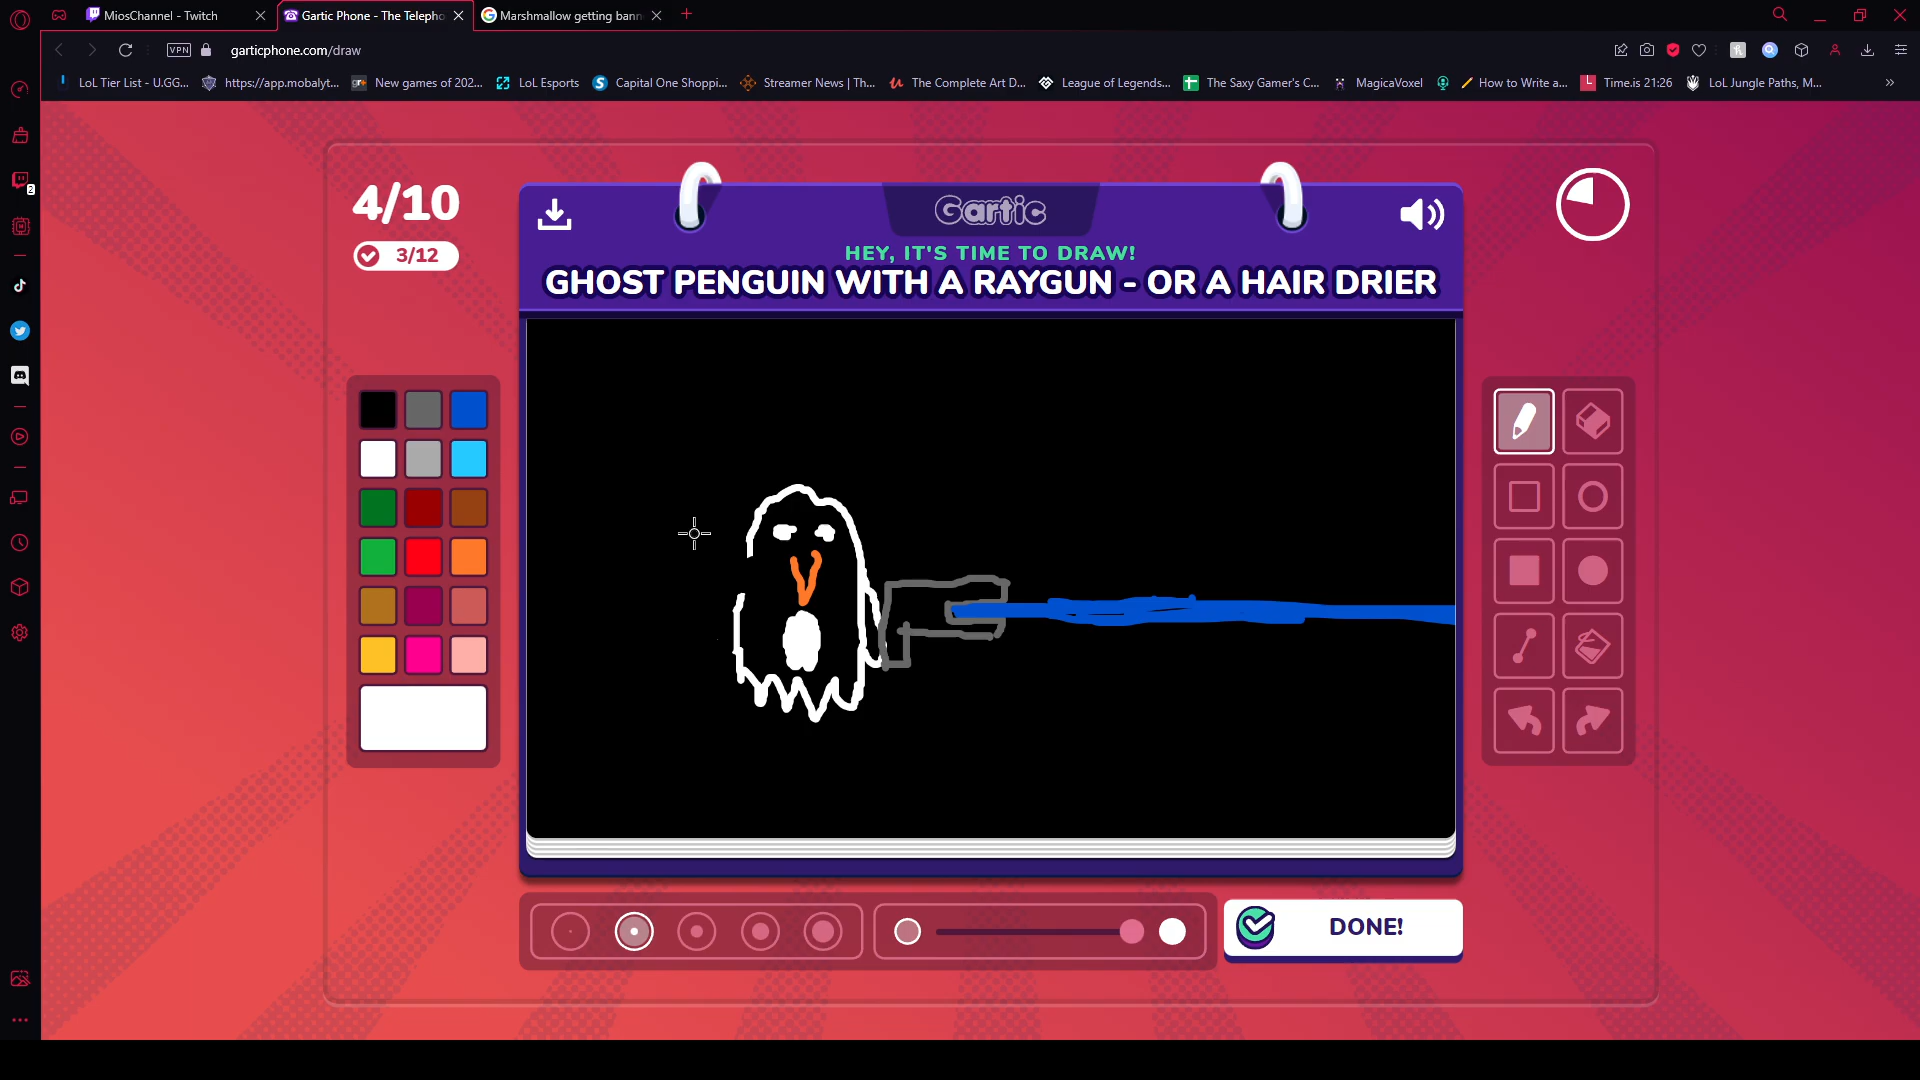 MiosChannel - Twitch
Gartic Phone - The Telepho
Marshmallow getting bann
VPN
garticphone.com/draw
LoL Tier List - U.GG...
https://app.mobalyt...
New games of 202...
LoL Esports
Capital One Shoppi...
Streamer News | Th...
The Complete Art D...
League of Legends...
The Saxy Gamer's C...
MagicaVoxel
How to Write a...
Time.is 21:26
LoL Jungle Paths, M...
2
4/10
3/12
Gartic
HEY, IT'S TIME TO DRAW!
GHOST PENGUIN WITH A RAYGUN - OR A HAIR DRIER
DONE!